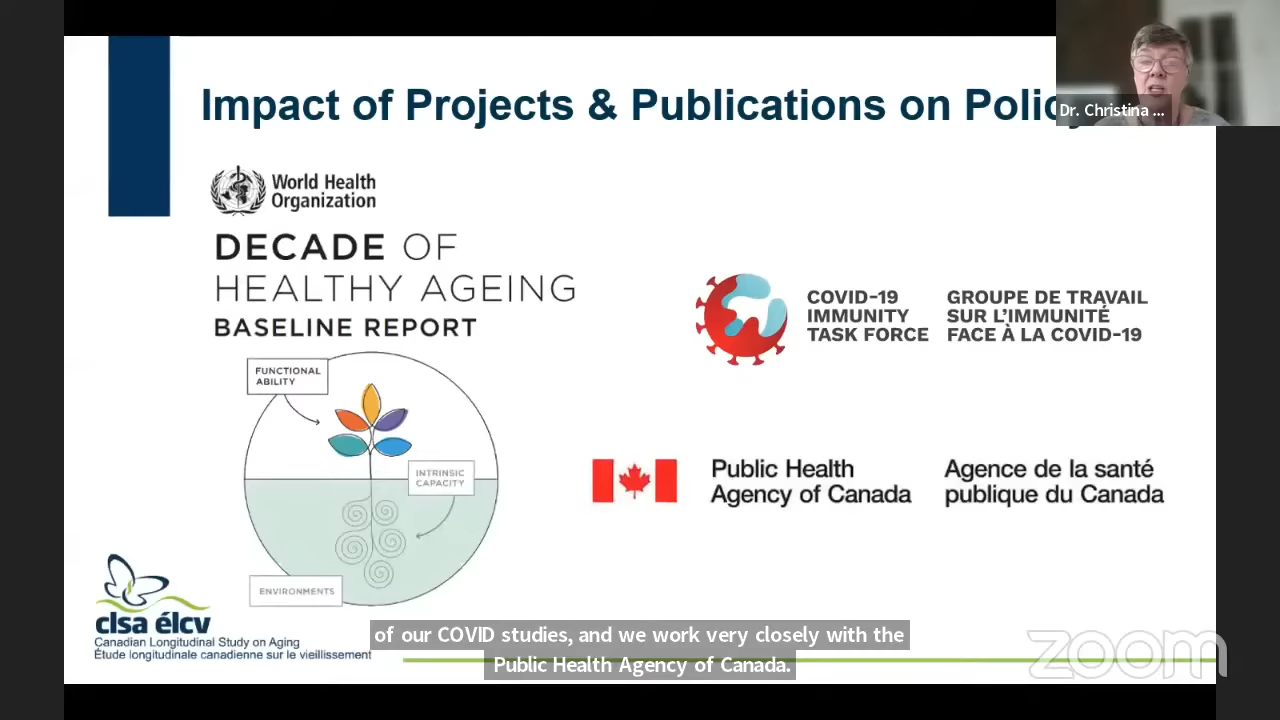 Impact of Projects & Publications on Policy
Dr. Christina ...
World Health
Organization
DECADE OF
HEALTHY AGEING
BASELINE REPORT
FUNCTIONAL
ABILITY
INTRINSIC
CAPACITY
ENVIRONMENTS
COVID-19
IMMUNITY
TASK FORCE
GROUPE DE TRAVAIL
SUR L'IMMUNITÉ
FACE À LA COVID-19
Public Health
Agency of Canada
Agence de la santé
publique du Canada
clsa élcv
Canadian Longitudinal Study on Aging
Étude longitudinale canadienne sur le vieillissement
of our COVID studies, and we work very closely with the
Public Health Agency of Canada.
zoom